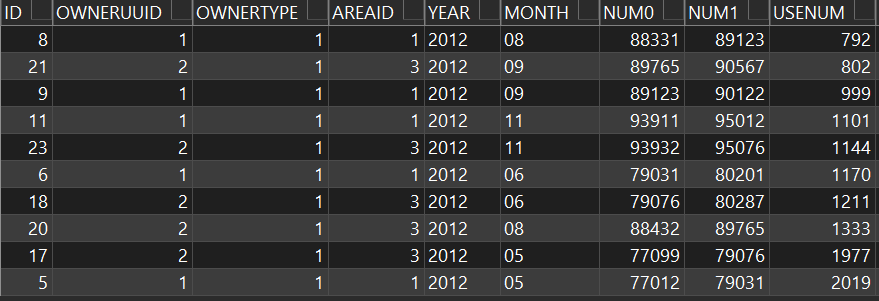 ID OWNERUUID OWNERTYPE AREAID YEAR MONTH NUM0 NUM1 USENUM
8 1 1 1 2012 08 88331 89123 792
21 2 1 3 2012 09 89765 90567 802
9 1 1 1 2012 09 89123 90122 999
11 1 1 1 2012 11 93911 95012 1101
23 2 1 3 2012 11 93932 95076 1144
6 1 1 1 2012 06 79031 80201 1170
18 2 1 3 2012 06 79076 80287 1211
20 2 1 3 2012 08 88432 89765 1333
17 2 1 3 2012 05 77099 79076 1977
5 1 1 1 2012 05 77012 79031 2019